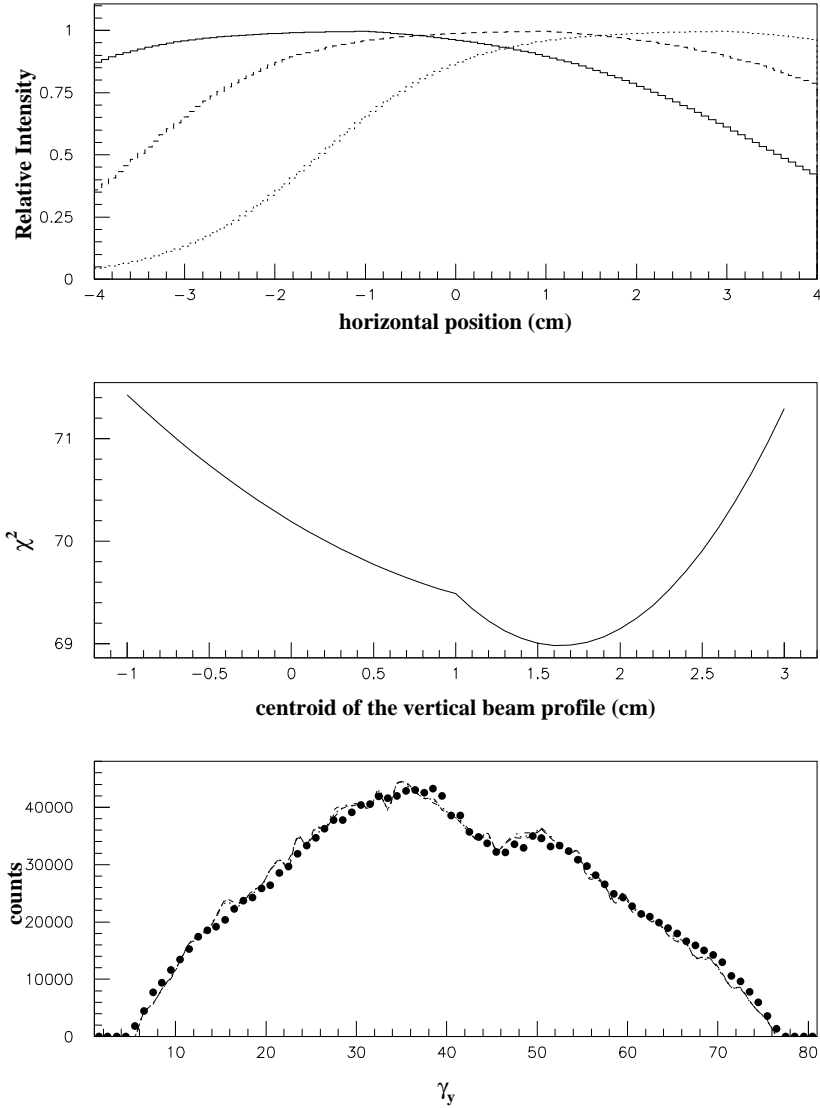 1
0.75
0.5
0.25
0
Relative Intensity
−4 −3 −2 −1 0 1 2 3 4
horizontal position (cm)
71
70
69
χ²
−1 −0.5 0 0.5 1 1.5 2 2.5 3
centroid of the vertical beam profile (cm)
40000
30000
20000
10000
0
counts
10 20 30 40 50 60 70 80
γy